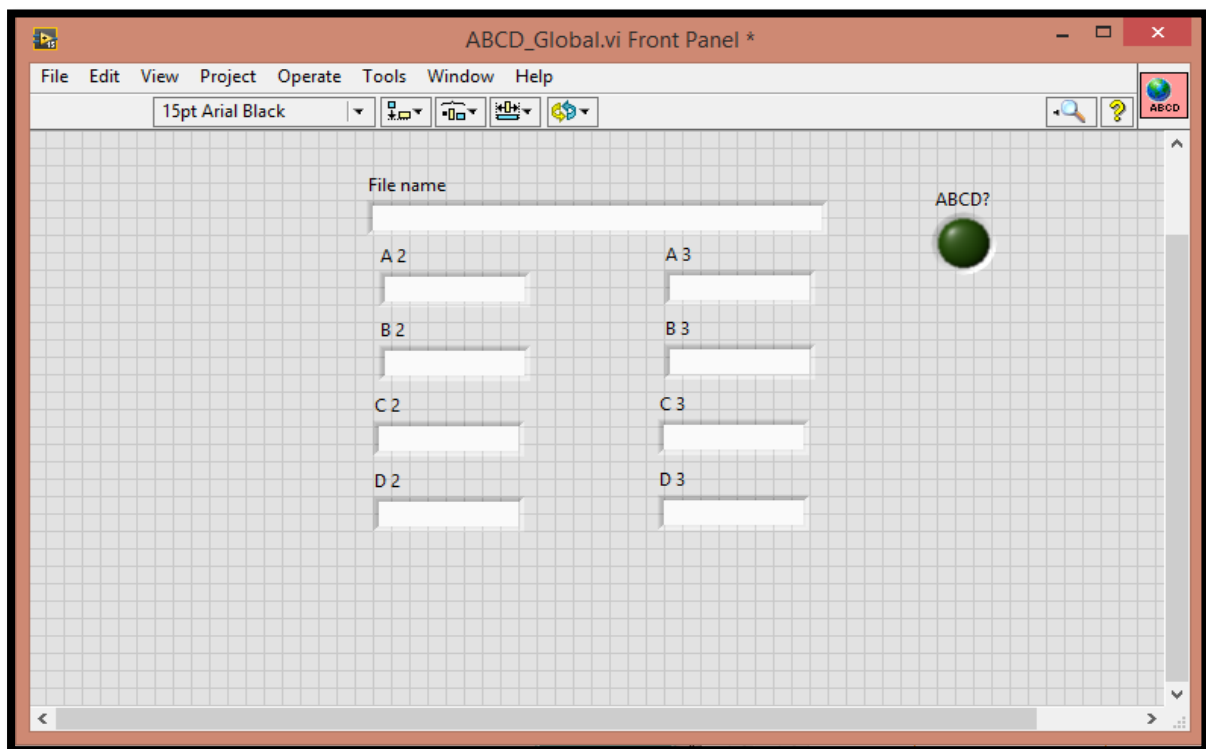 ABCD_Global.vi Front Panel *
File Edit View Project Operate Tools Window Help
15pt Arial Black
ABCD
File name
ABCD?
A 2 A 3
B 2 B 3
C 2 C 3
D 2 D 3